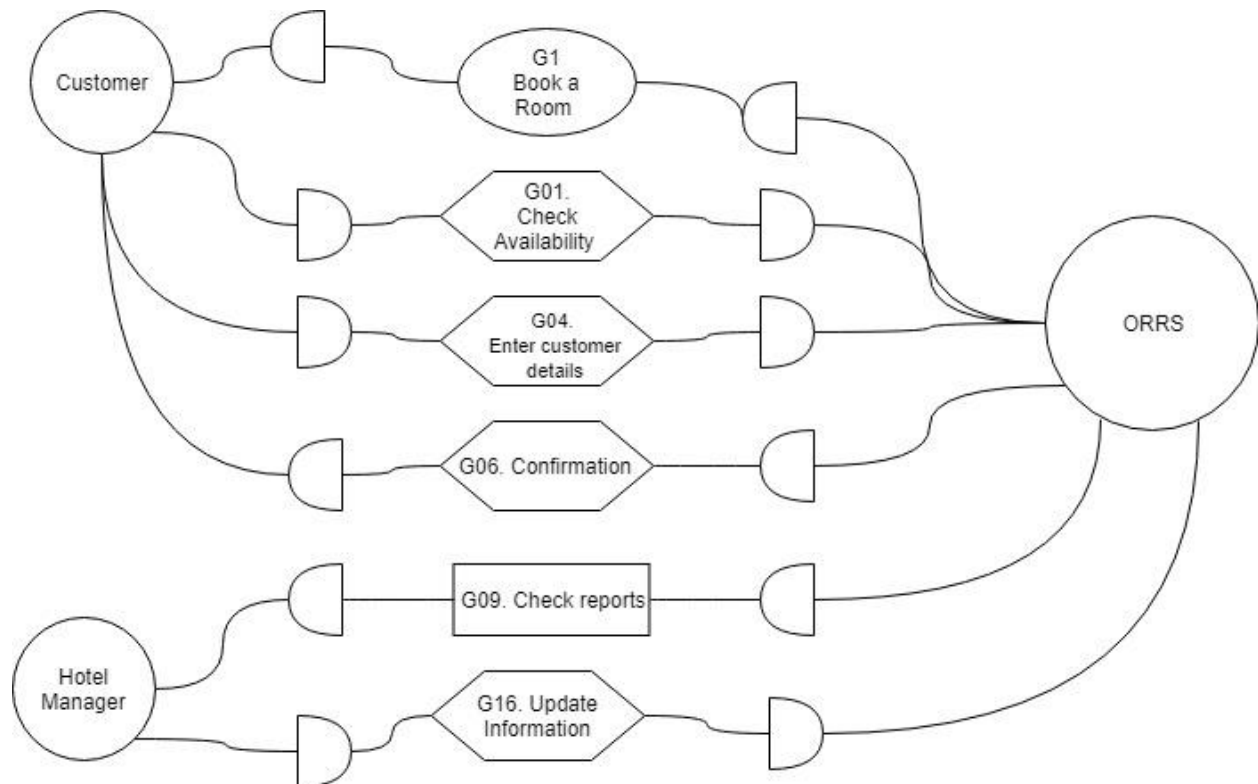 Customer
G1
Book a
Room
G01.
Check
Availability
G04.
Enter customer
details
ORRS
G06. Confirmation
G09. Check reports
Hotel
Manager
G16. Update
Information